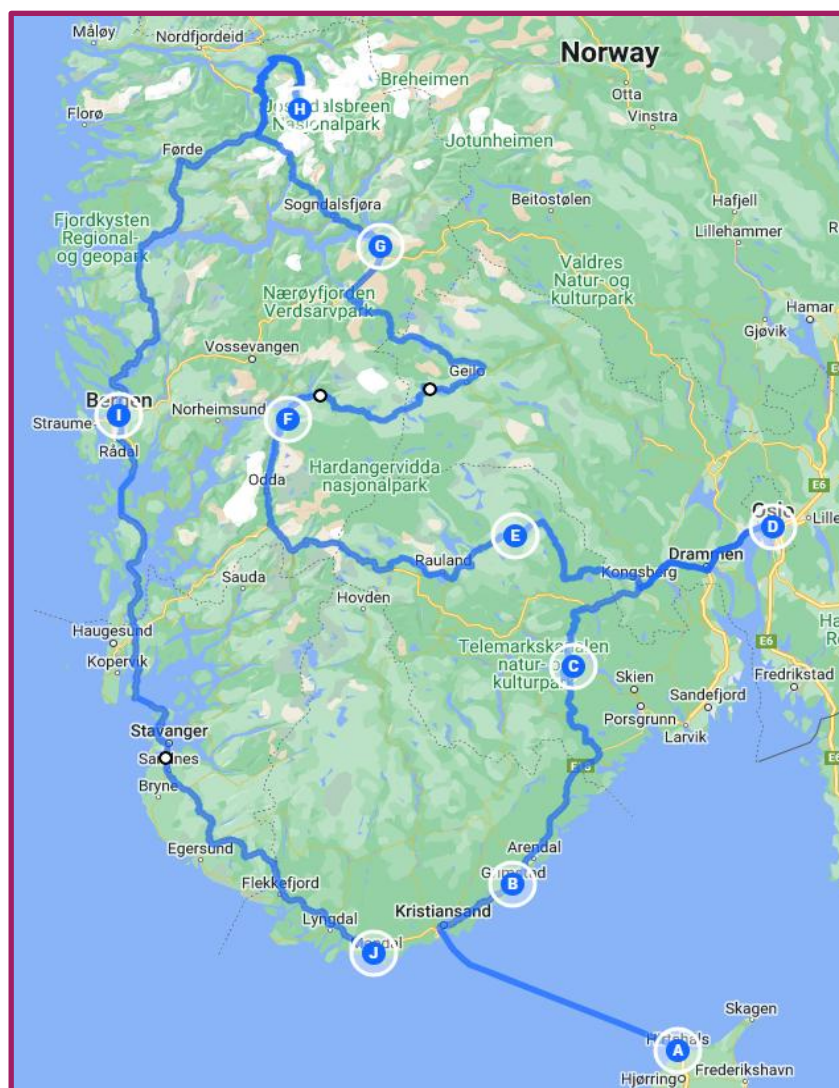 Måløy
Nordfjordeid
Norway
Breheimen
Otta
Florø
H
Nasjonalpark
Vinstra
Jotunheimen
Førde
Sogndalsfjøra
Beitostølen
Hafjell
Fjordkysten
Regional-
og geopark
Lillehammer
G
Valdres
Natur- og
kulturpark
Nærøyfjorden
Verdsarvpark
Hamar
Gjøvik
Vossevangen
Geilo
Bergen
I
Straume
Norheimsund
F
Rådal
Hardangervidda
nasjonalpark
Odda
E6
Oslo
D
Lille
E
Drammen
Rauland
Kongsberg
Sauda
Hovden
Haugesund
Telemarkskanalen
natur- og
kulturpark
C
E6
Kopervik
Skien
Fredrikstad
Sandefjord
Porsgrunn
Larvik
Stavanger
Sandnes
Bryne
Arendal
Egersund
Grimstad
B
Flekkefjord
Kristiansand
Lyngdal
Mandal
J
Skagen
Hirtshals
A
Hjørring
Frederikshavn